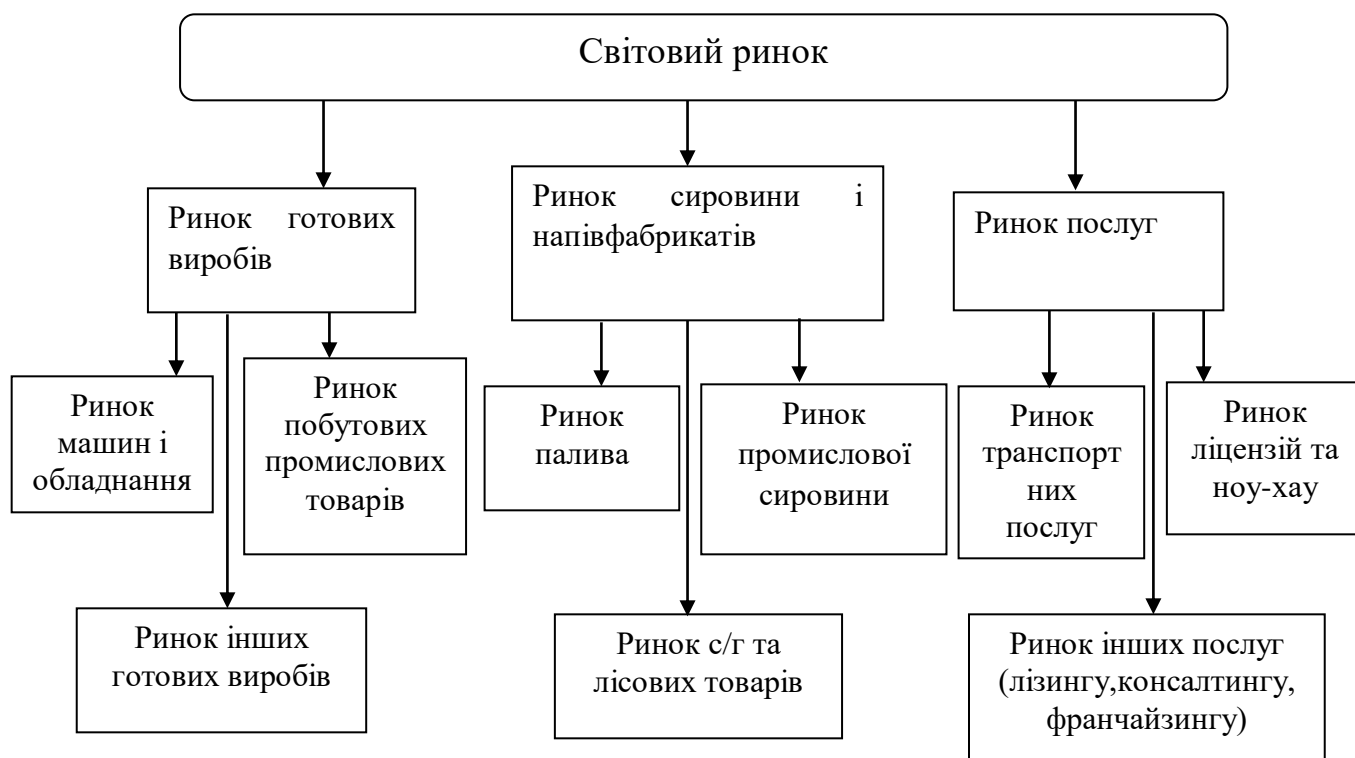 Світовий ринок
Ринок готових
виробів
Ринок сировини і
напівфабрикатів
Ринок послуг
Ринок
машин і
обладнання
Ринок
побутових
промислових
товарів
Ринок
палива
Ринок
промислової
сировини
Ринок
транспорт
них
послуг
Ринок
ліцензій та
ноу-хау
Ринок інших
готових виробів
Ринок с/г та
лісових товарів
Ринок інших послуг
(лізингу,консалтингу,
франчайзингу)